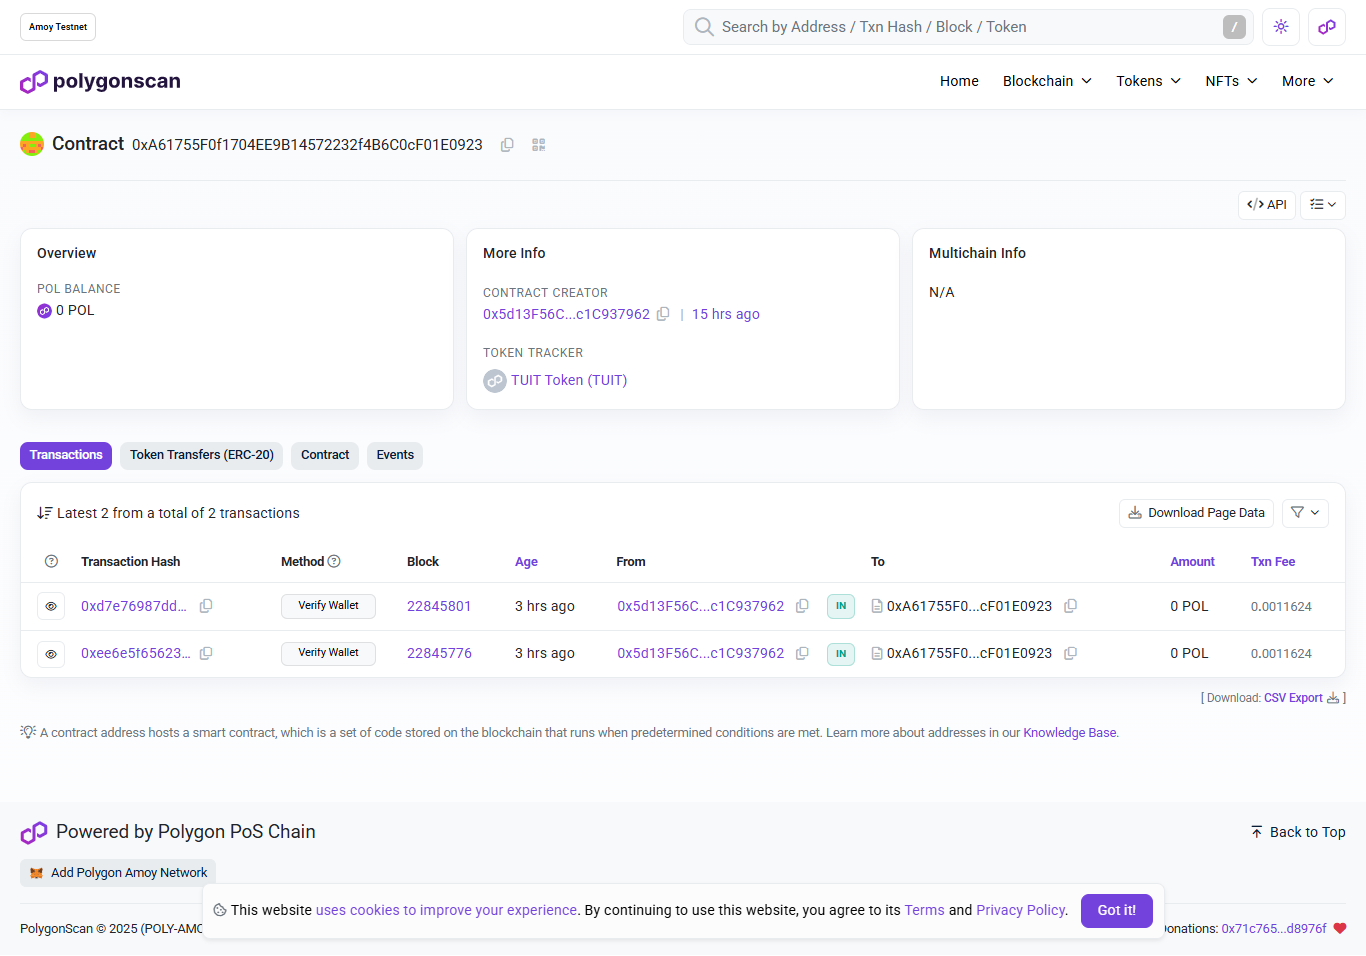 Amoy Testnet
Search by Address / Txn Hash / Block / Token /
polygonscan
Home Blockchain Tokens NFTs More
Contract 0xA61755F0f1704EE9B14572232f4B6C0cF01E0923
</> API
Overview
POL BALANCE
0 POL
More Info
CONTRACT CREATOR
0x5d13F56C...c1C937962 | 15 hrs ago
TOKEN TRACKER
TUIT Token (TUIT)
Multichain Info
N/A
Transactions Token Transfers (ERC-20) Contract Events
Latest 2 from a total of 2 transactions
Download Page Data
Transaction Hash Method Block Age From To Amount Txn Fee
0xd7e76987dd... Verify Wallet 22845801 3 hrs ago 0x5d13F56C...c1C937962 IN 0xA61755F0...cF01E0923 0 POL 0.0011624
0xee6e5f65623... Verify Wallet 22845776 3 hrs ago 0x5d13F56C...c1C937962 IN 0xA61755F0...cF01E0923 0 POL 0.0011624
[ Download: CSV Export ]
A contract address hosts a smart contract, which is a set of code stored on the blockchain that runs when predetermined conditions are met. Learn more about addresses in our Knowledge Base.
Powered by Polygon PoS Chain
Back to Top
Add Polygon Amoy Network
This website uses cookies to improve your experience. By continuing to use this website, you agree to its Terms and Privacy Policy.
Got it!
PolygonScan © 2025 (POLY-AMO
onations: 0x71c765...d8976f